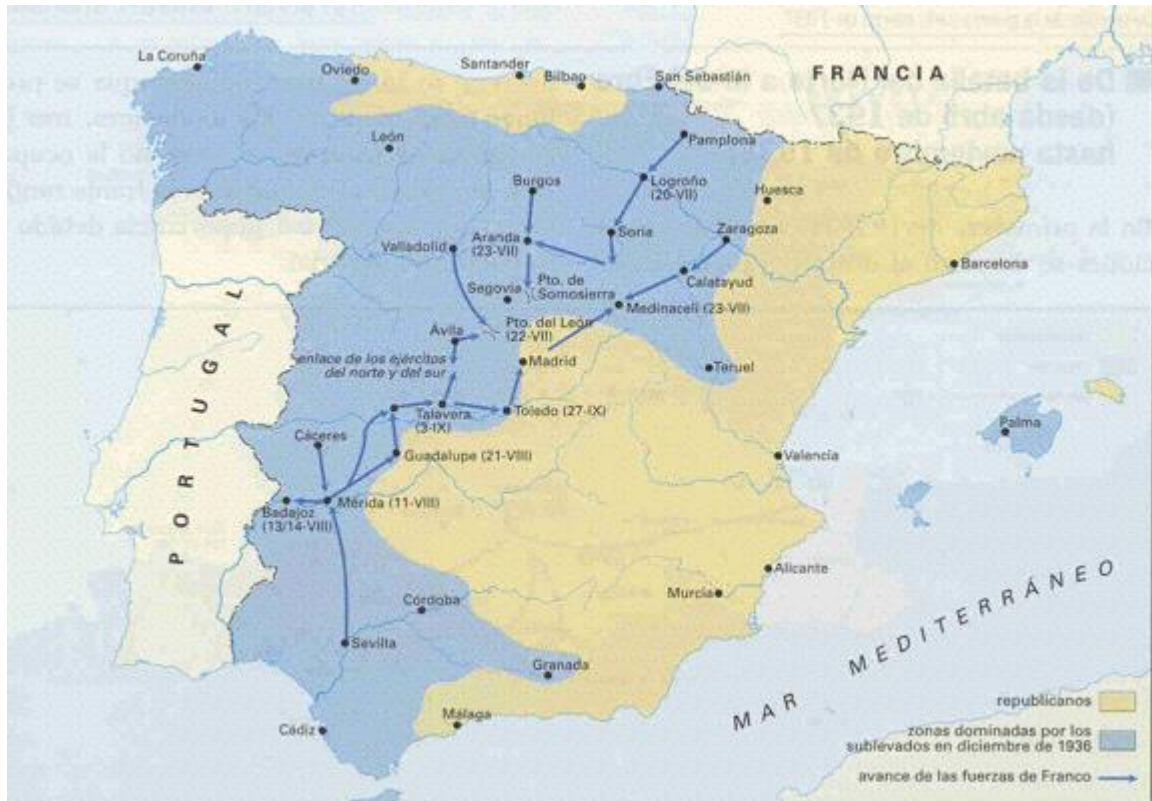 La Coruña
Oviedo
Santander
Bilbao
San Sebastián
FRANCIA
León
Pamplona
Burgos
Logroño
(20-VII)
Huesca
Valladolid
Aranda
(23-VII)
Soria
Zaragoza
Barcelona
Segovia
Pto. de
Somosierra
Calatayud
Medinaceli (23-VII)
Ávila
Pto. del León
(22-VII)
enlace de los ejércitos
del norte y del sur
Madrid
Teruel
PORTUGAL
Talavera
(3-IX)
Toledo (27-IX)
Palma
Cáceres
Guadalupe (21-VIII)
Valencia
Mérida (11-VIII)
Badajoz
(13/14-VIII)
Alicante
Murcia
Córdoba
Sevilla
Granada
MAR MEDITERRÁNEO
Málaga
Cádiz
republicanos
zonas dominadas por los
sublevados en diciembre de 1936
avance de las fuerzas de Franco